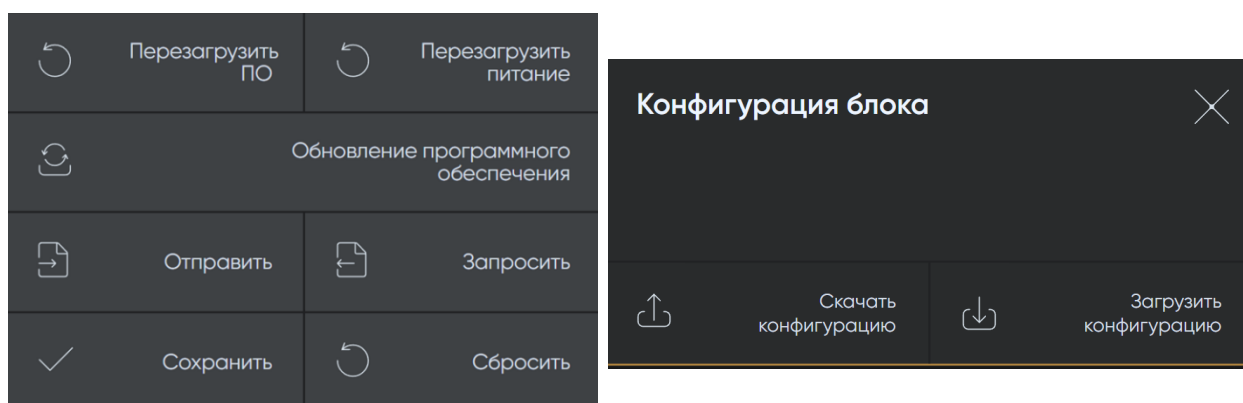 Перезагрузить
ПО
Перезагрузить
питание
Обновление программного
обеспечения
Отправить
Запросить
Сохранить
Сбросить
Конфигурация блока
Скачать
конфигурацию
Загрузить
конфигурацию